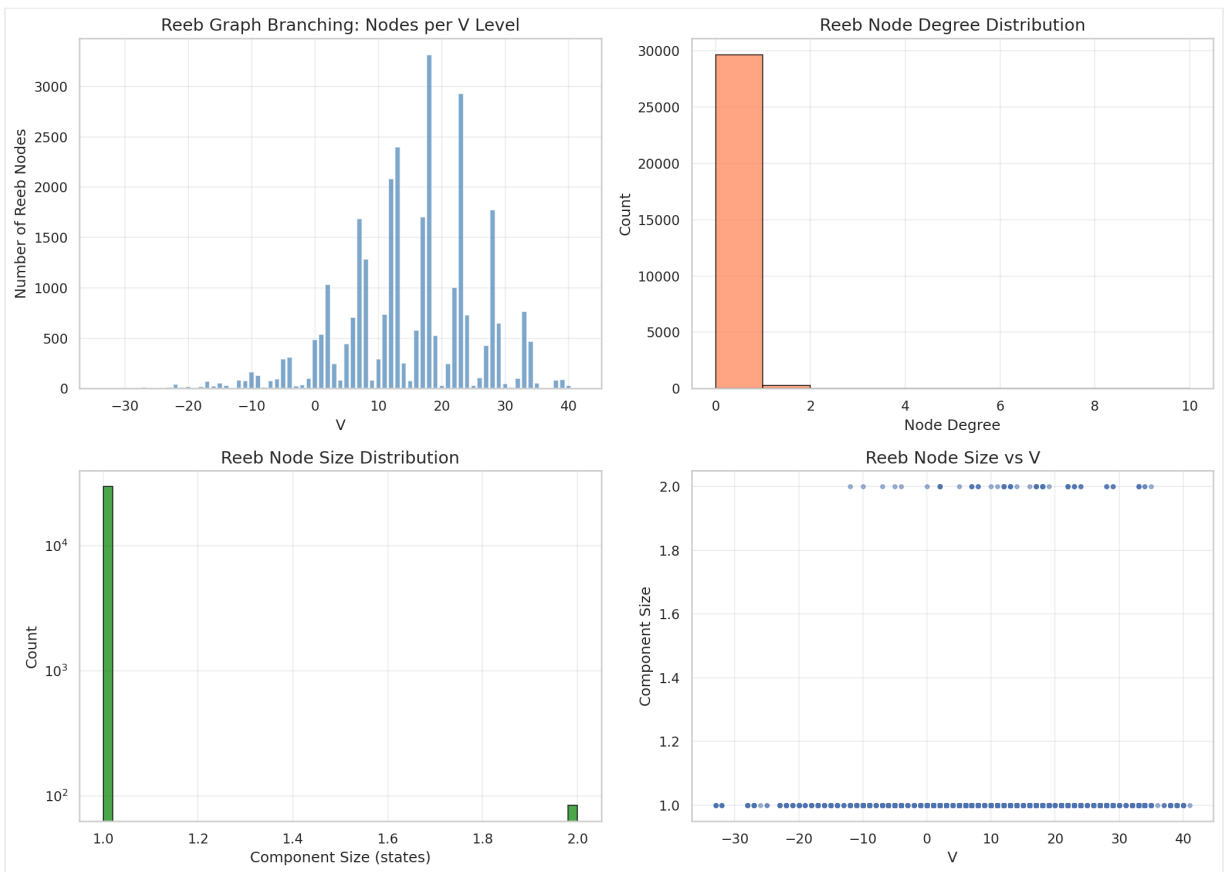 Reeb Graph Branching: Nodes per V Level
Number of Reeb Nodes
3000
2500
2000
1500
1000
500
0
−30 −20 −10 0 10 20 30 40
V
Reeb Node Degree Distribution
Count
30000
25000
20000
15000
10000
5000
0
0 2 4 6 8 10
Node Degree
Reeb Node Size Distribution
Count
10^4
10^3
10^2
1.0 1.2 1.4 1.6 1.8 2.0
Component Size (states)
Reeb Node Size vs V
Component Size
2.0
1.8
1.6
1.4
1.2
1.0
−30 −20 −10 0 10 20 30 40
V